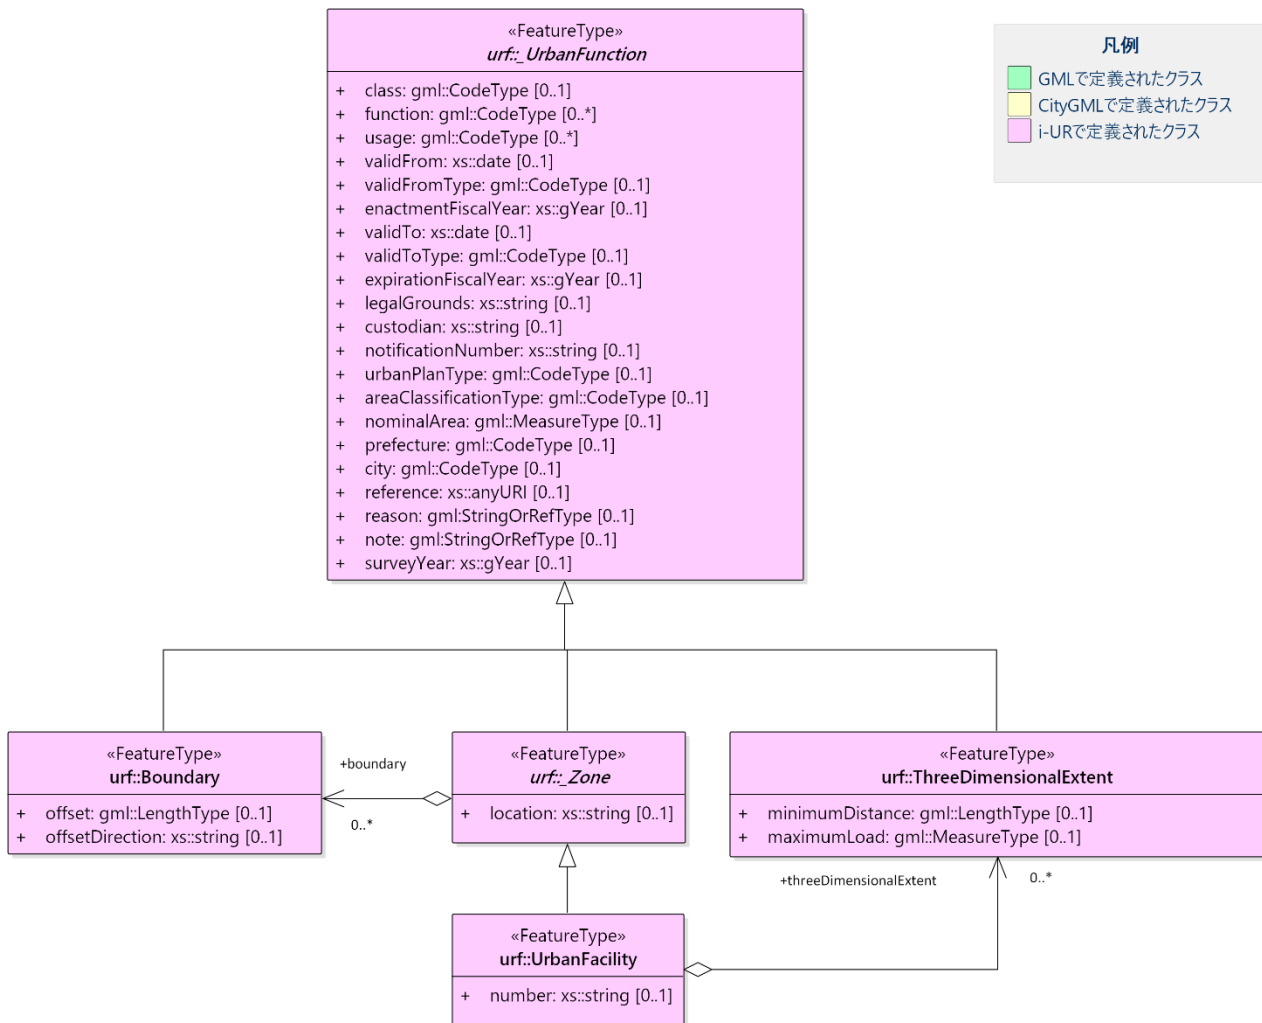 «FeatureType»
urf::_UrbanFunction
+ class: gml::CodeType [0..1]
+ function: gml::CodeType [0..*]
+ usage: gml::CodeType [0..*]
+ validFrom: xs::date [0..1]
+ validFromType: gml::CodeType [0..1]
+ enactmentFiscalYear: xs::gYear [0..1]
+ validTo: xs::date [0..1]
+ validToType: gml::CodeType [0..1]
+ expirationFiscalYear: xs::gYear [0..1]
+ legalGrounds: xs::string [0..1]
+ custodian: xs::string [0..1]
+ notificationNumber: xs::string [0..1]
+ urbanPlanType: gml::CodeType [0..1]
+ areaClassificationType: gml::CodeType [0..1]
+ nominalArea: gml::MeasureType [0..1]
+ prefecture: gml::CodeType [0..1]
+ city: gml::CodeType [0..1]
+ reference: xs::anyURI [0..1]
+ reason: gml:StringOrRefType [0..1]
+ note: gml:StringOrRefType [0..1]
+ surveyYear: xs::gYear [0..1]
凡例
GMLで定義されたクラス
CityGMLで定義されたクラス
i-URで定義されたクラス
«FeatureType»
urf::Boundary
+ offset: gml::LengthType [0..1]
+ offsetDirection: xs::string [0..1]
+boundary
0..*
«FeatureType»
urf::_Zone
+ location: xs::string [0..1]
«FeatureType»
urf::ThreeDimensionalExtent
+ minimumDistance: gml::LengthType [0..1]
+ maximumLoad: gml::MeasureType [0..1]
+threeDimensionalExtent
0..*
«FeatureType»
urf::UrbanFacility
+ number: xs::string [0..1]